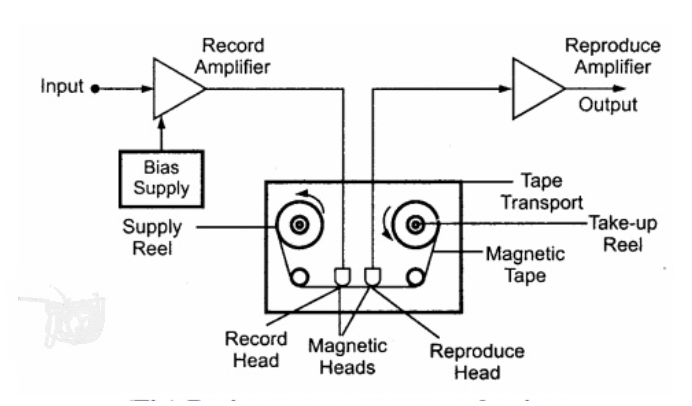 Record
Amplifier
Reproduce
Amplifier
Input
Output
Bias
Supply
Tape
Transport
Supply
Reel
Take-up
Reel
Magnetic
Tape
Record
Head
Magnetic
Heads
Reproduce
Head